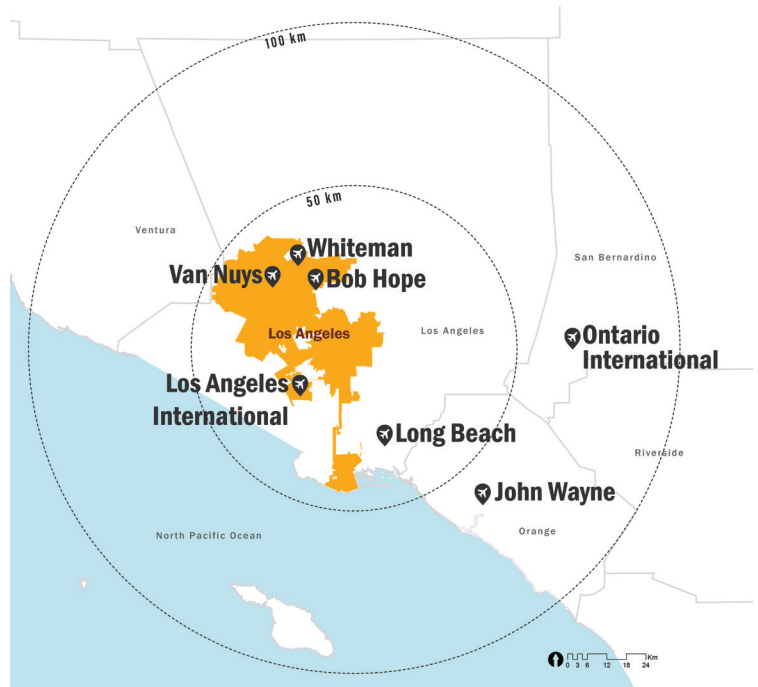 100 km
50 km
Ventura
Whiteman
San Bernardino
Van Nuys
Bob Hope
Los Angeles
Los Angeles
Ontario
International
Los Angeles
International
Long Beach
Riverside
John Wayne
Orange
North Pacific Ocean
Km
0 3 6 12 18 24